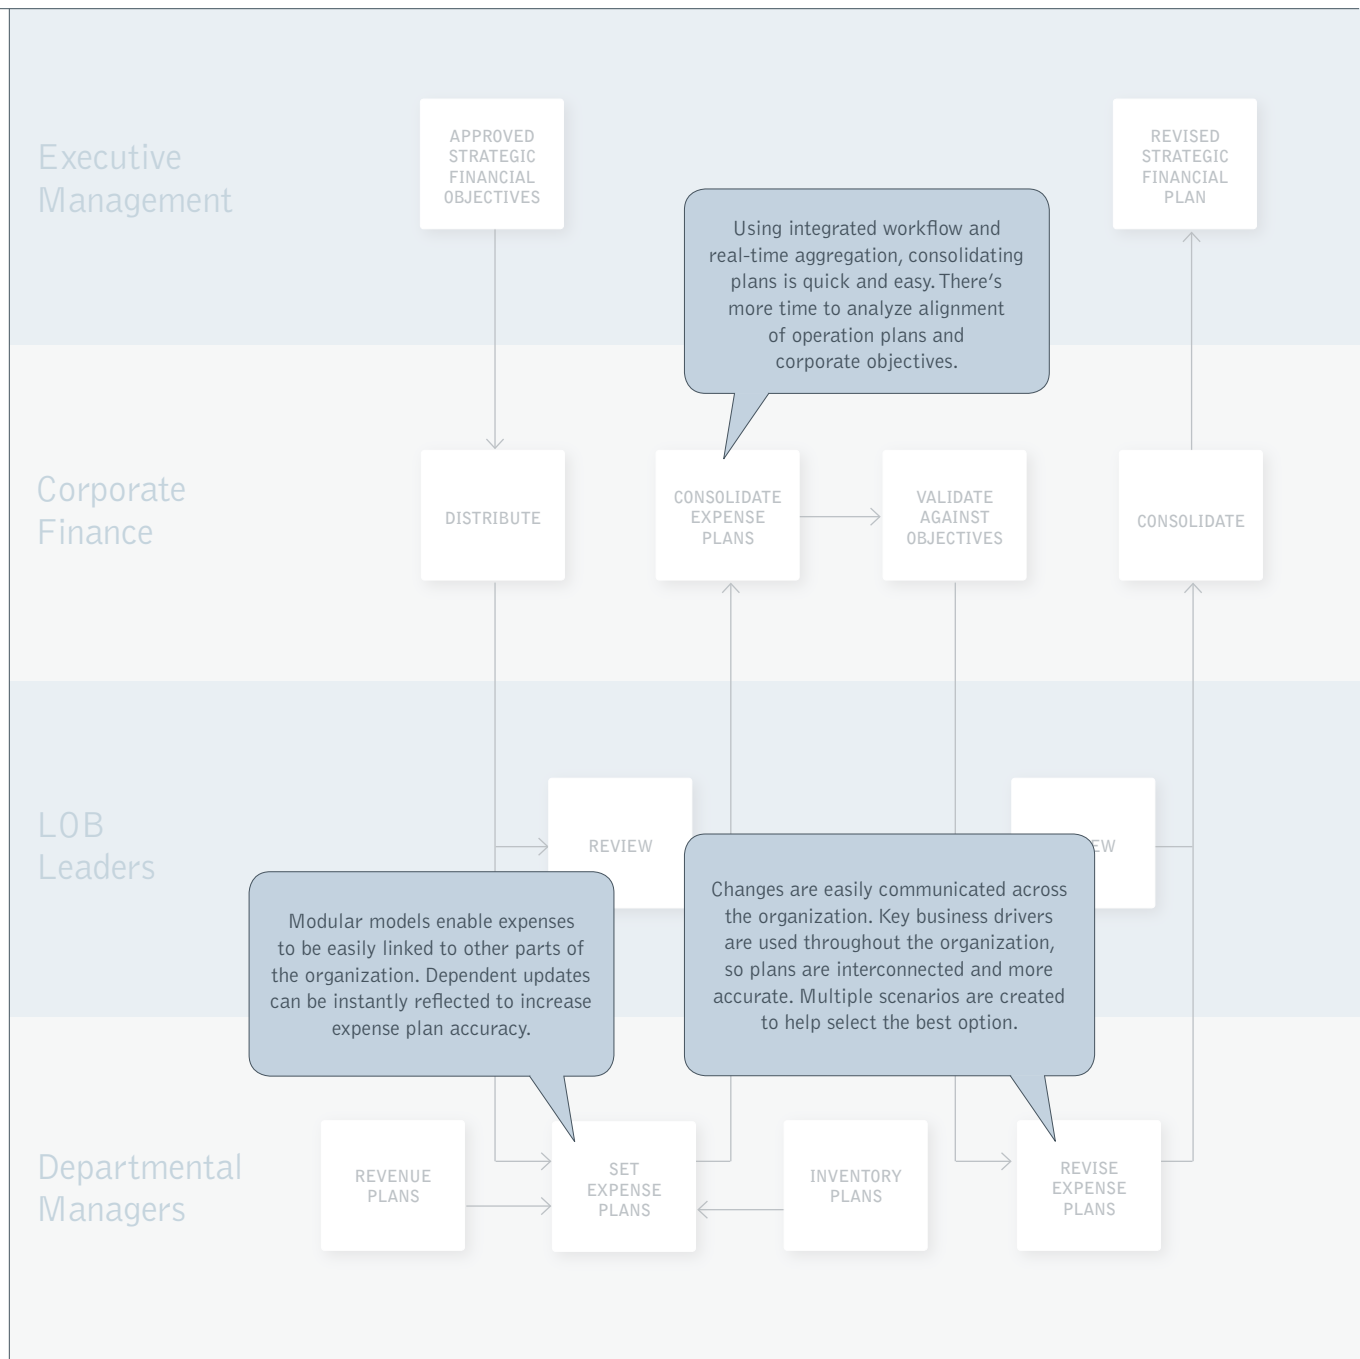 Executive
Management
APPROVED
STRATEGIC
FINANCIAL
OBJECTIVES
REVISED
STRATEGIC
FINANCIAL
PLAN
Using integrated workflow and
real-time aggregation, consolidating
plans is quick and easy. There’s
more time to analyze alignment
of operation plans and
corporate objectives.
Corporate
Finance
DISTRIBUTE
CONSOLIDATE
EXPENSE
PLANS
VALIDATE
AGAINST
OBJECTIVES
CONSOLIDATE
LOB
Leaders
REVIEW
Modular models enable expenses
to be easily linked to other parts of
the organization. Dependent updates
can be instantly reflected to increase
expense plan accuracy.
Changes are easily communicated across
the organization. Key business drivers
are used throughout the organization,
so plans are interconnected and more
accurate. Multiple scenarios are created
to help select the best option.
Departmental
Managers
REVENUE
PLANS
SET
EXPENSE
PLANS
INVENTORY
PLANS
REVISE
EXPENSE
PLANS